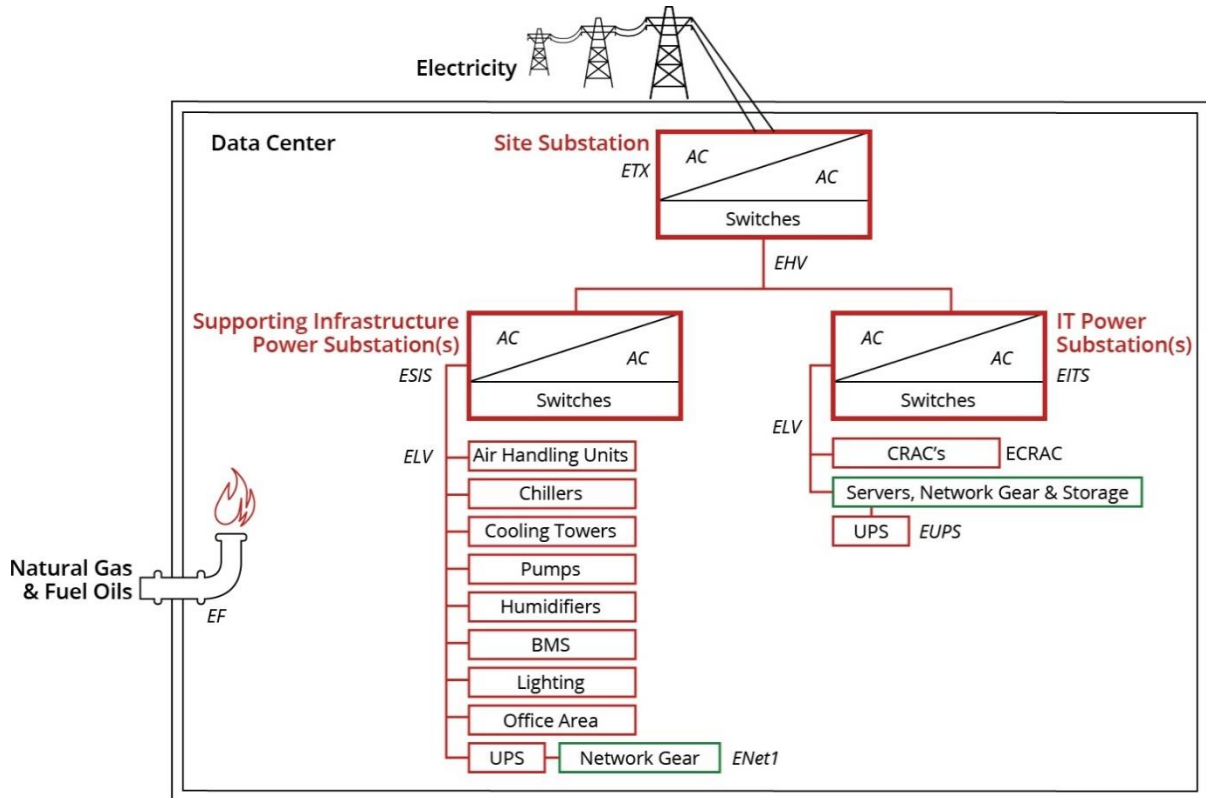 Electricity
Data Center
Site Substation
ETX
AC
AC
Switches
EHV
Supporting Infrastructure
Power Substation(s)
ESIS
AC
AC
Switches
IT Power
Substation(s)
EITS
AC
AC
Switches
ELV
Air Handling Units
Chillers
Cooling Towers
Pumps
Humidifiers
BMS
Lighting
Office Area
UPS
Network Gear
ENet1
ELV
CRAC's
ECRAC
Servers, Network Gear & Storage
UPS
EUPS
Natural Gas
& Fuel Oils
EF